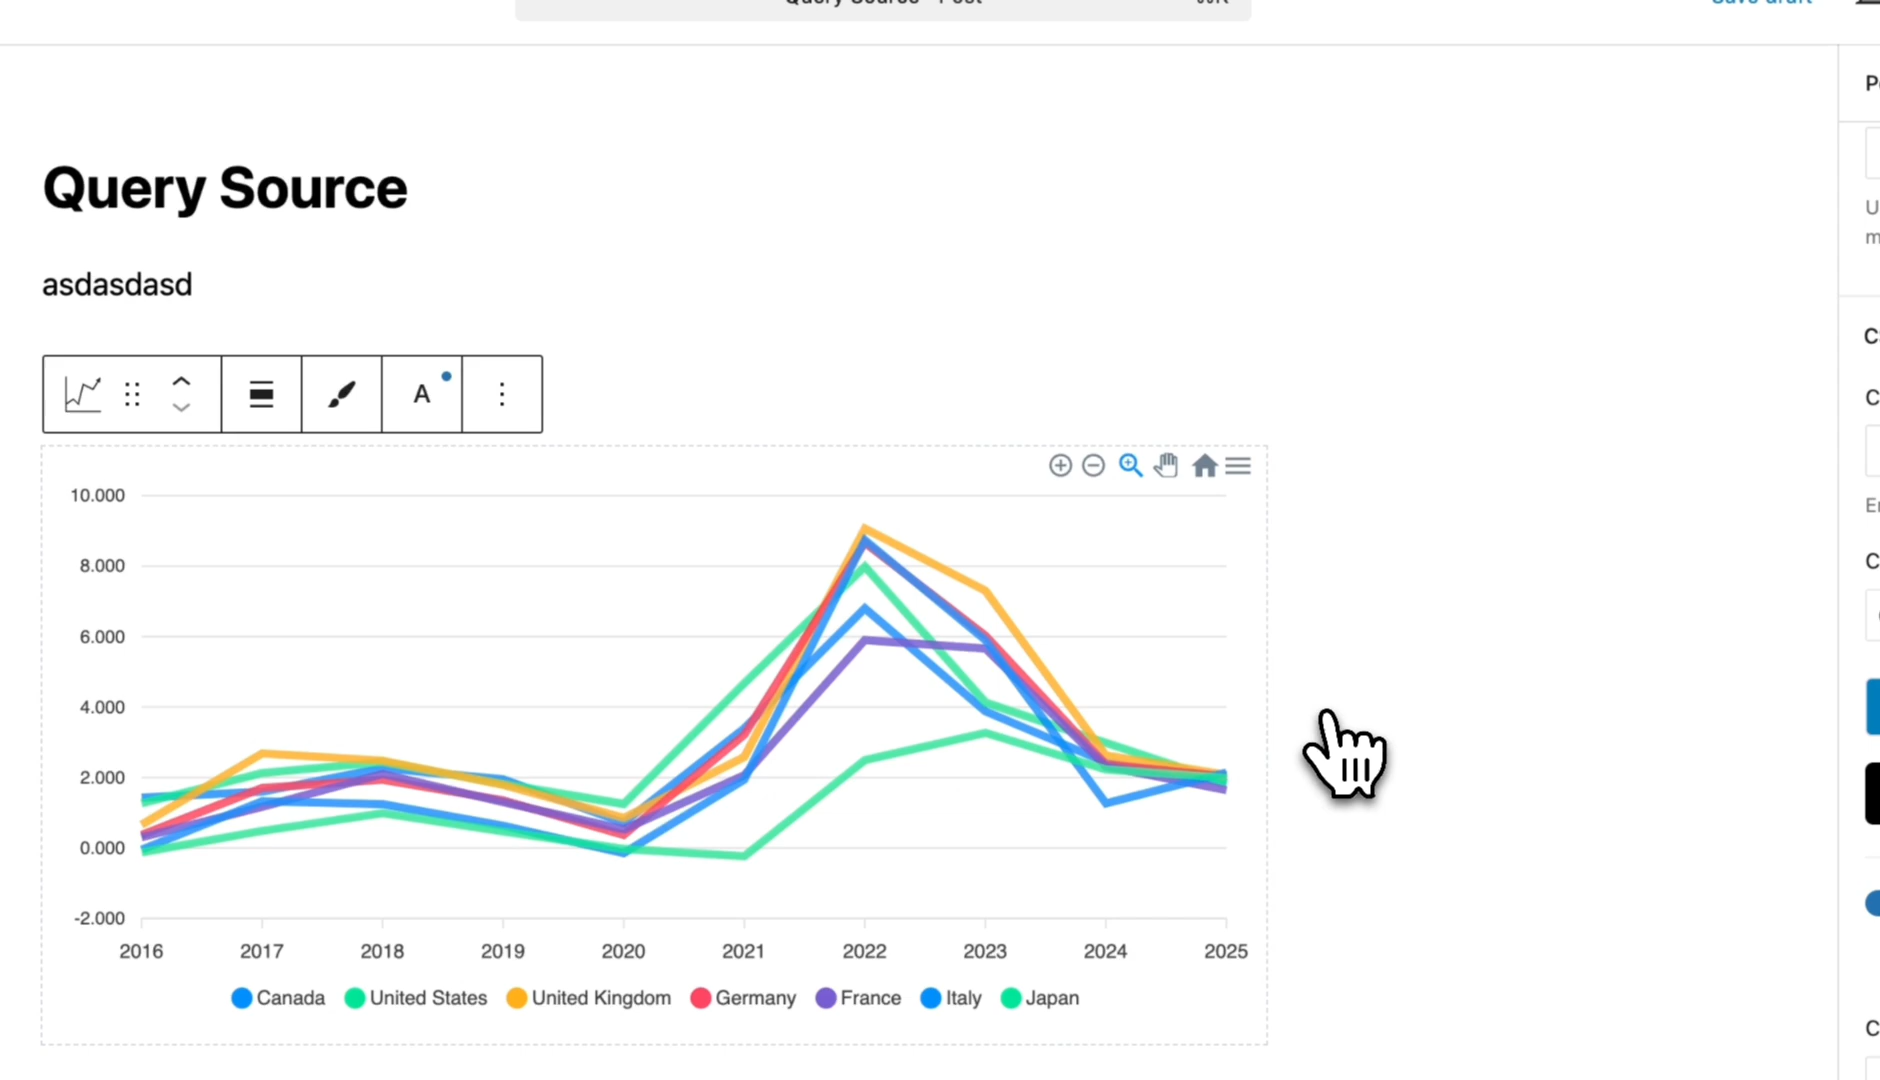 Query Source
asdasdasd
A
10.000
8.000
6.000
4.000
2.000
0.000
-2.000
2016 2017 2018 2019 2020 2021 2022 2023 2024 2025
Canada United States United Kingdom Germany France Italy Japan